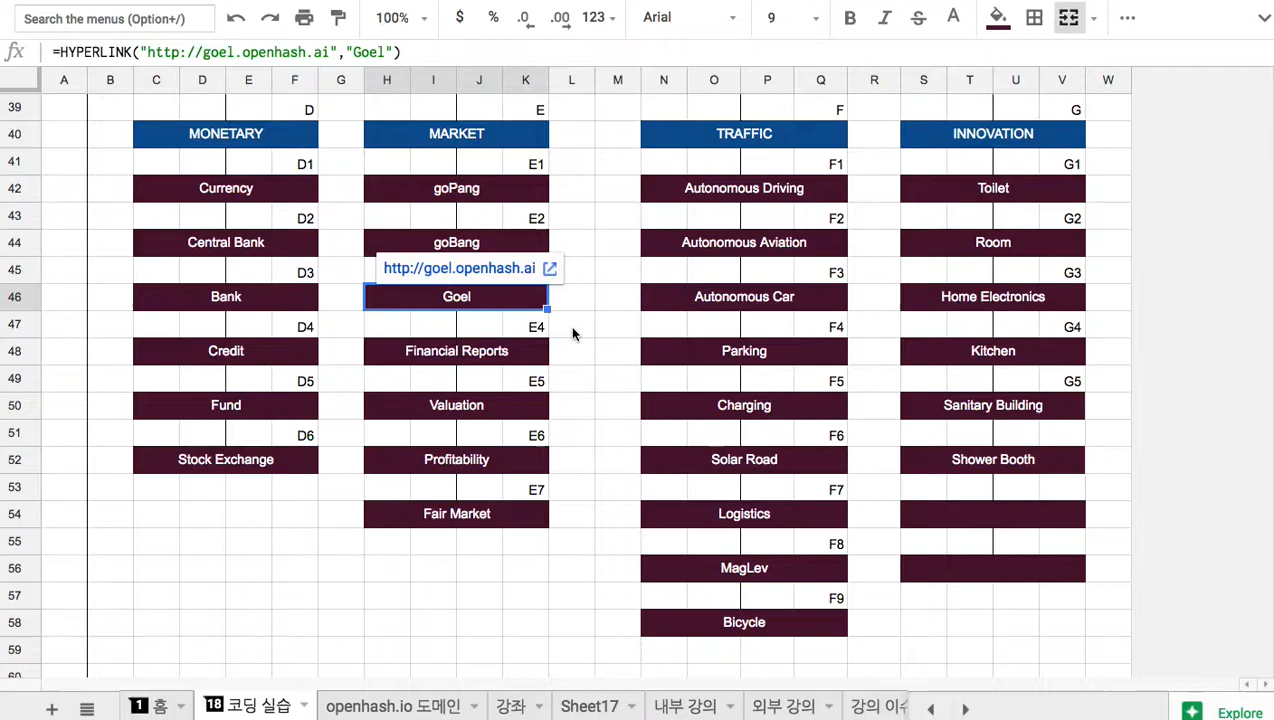 Search the menus (Option+/)
100%
$ % .0 .00 123
Arial
9
B I S A
fx =HYPERLINK("http://goel.openhash.ai","Goel")
A B C D E F G H I J K L M N O P Q R S T U V W
39 D E F G
40 MONETARY MARKET TRAFFIC INNOVATION
41 D1 E1 F1 G1
42 Currency goPang Autonomous Driving Toilet
43 D2 E2 F2 G2
44 Central Bank goBang Autonomous Aviation Room
45 D3 http://goel.openhash.ai F3 G3
46 Bank Goel Autonomous Car Home Electronics
47 D4 E4 F4 G4
48 Credit Financial Reports Parking Kitchen
49 D5 E5 F5 G5
50 Fund Valuation Charging Sanitary Building
51 D6 E6 F6
52 Stock Exchange Profitability Solar Road Shower Booth
53 E7 F7
54 Fair Market Logistics
55 F8
56 MagLev
57 F9
58 Bicycle
59
60
1 홈
18 코딩 실습
openhash.io 도메인
강좌
Sheet17
내부 강의
외부 강의
강의 이슈
Explore